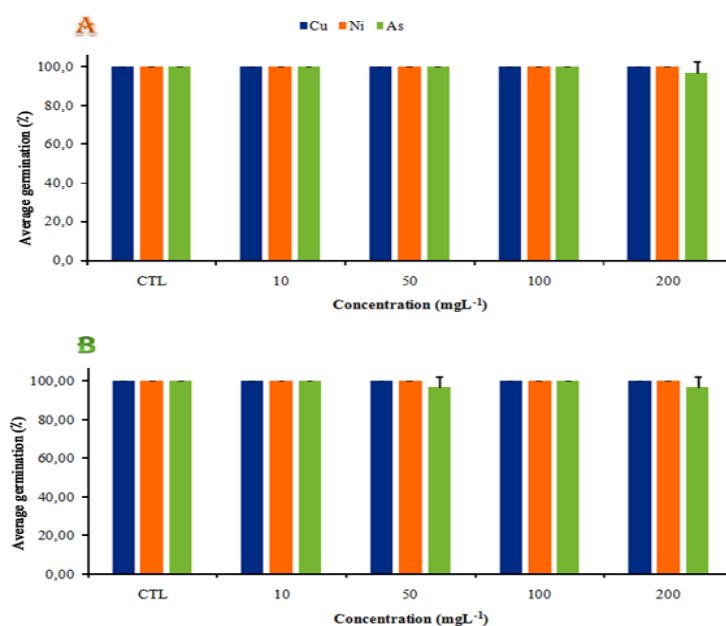 A
Cu Ni As
100,0
80,0
60,0
40,0
20,0
0,0
Average germination (%)
CTL 10 50 100 200
Concentration (mgL⁻¹)
B
100,00
80,00
60,00
40,00
20,00
0,00
Average germination (%)
CTL 10 50 100 200
Concentration (mgL⁻¹)